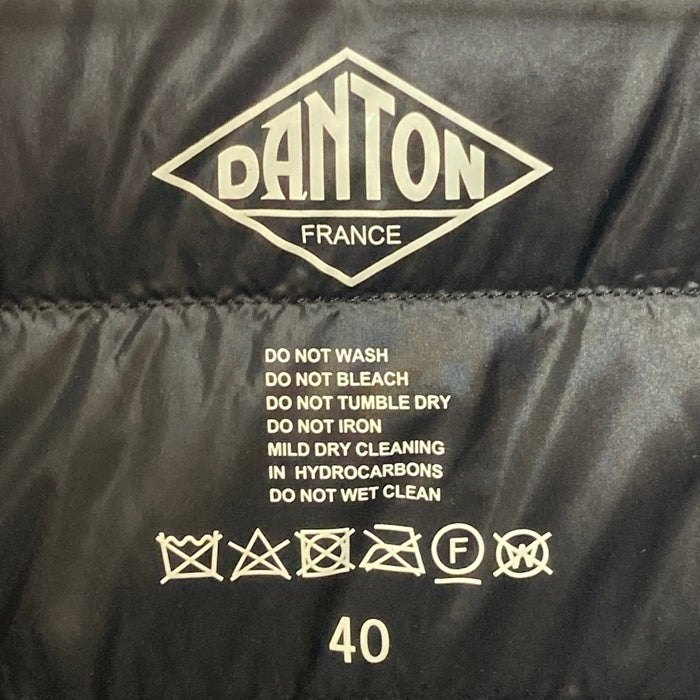 DANTON
FRANCE
DO NOT WASH
DO NOT BLEACH
DO NOT TUMBLE DRY
DO NOT IRON
MILD DRY CLEANING
IN HYDROCARBONS
DO NOT WET CLEAN
F W
40